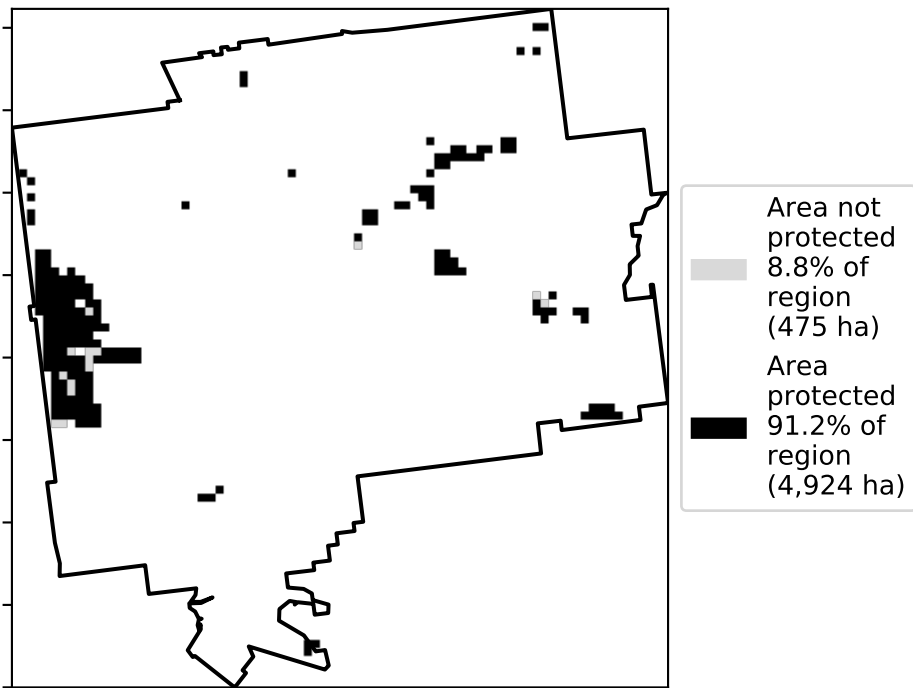 Area not
protected
8.8% of
region
(475 ha)
Area
protected
91.2% of
region
(4,924 ha)